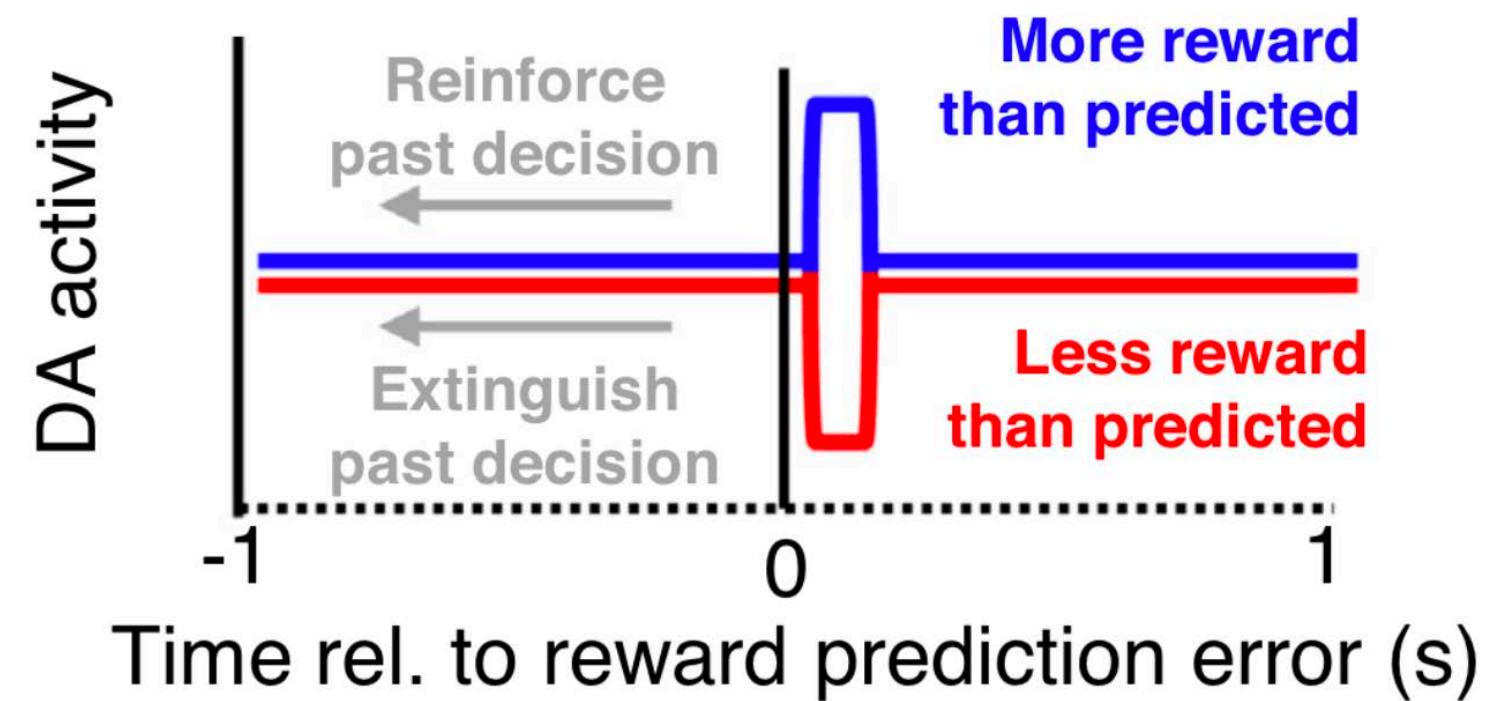 DA activity
Reinforce
past decision
More reward
than predicted
Extinguish
past decision
Less reward
than predicted
-1
0
1
Time rel. to reward prediction error (s)